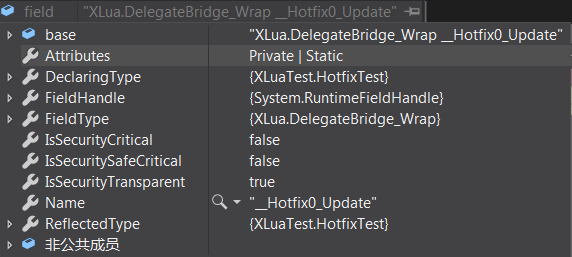 field "XLua.DelegateBridge_Wrap __Hotfix0_Update"
base "XLua.DelegateBridge_Wrap __Hotfix0_Update"
Attributes Private | Static
DeclaringType {XLuaTest.HotfixTest}
FieldHandle {System.RuntimeFieldHandle}
FieldType {XLua.DelegateBridge_Wrap}
IsSecurityCritical false
IsSecuritySafeCritical false
IsSecurityTransparent true
Name "__Hotfix0_Update"
ReflectedType {XLuaTest.HotfixTest}
非公共成员